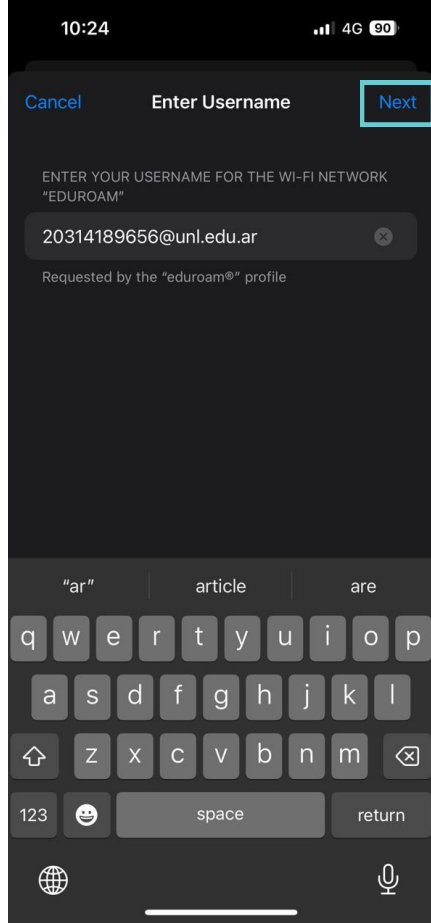 10:24 4G 90
Cancel Enter Username Next
ENTER YOUR USERNAME FOR THE WI-FI NETWORK
“EDUROAM”
20314189656@unl.edu.ar
Requested by the “eduroam®” profile
“ar” article are
q w e r t y u i o p
a s d f g h j k l
z x c v b n m
123 space return